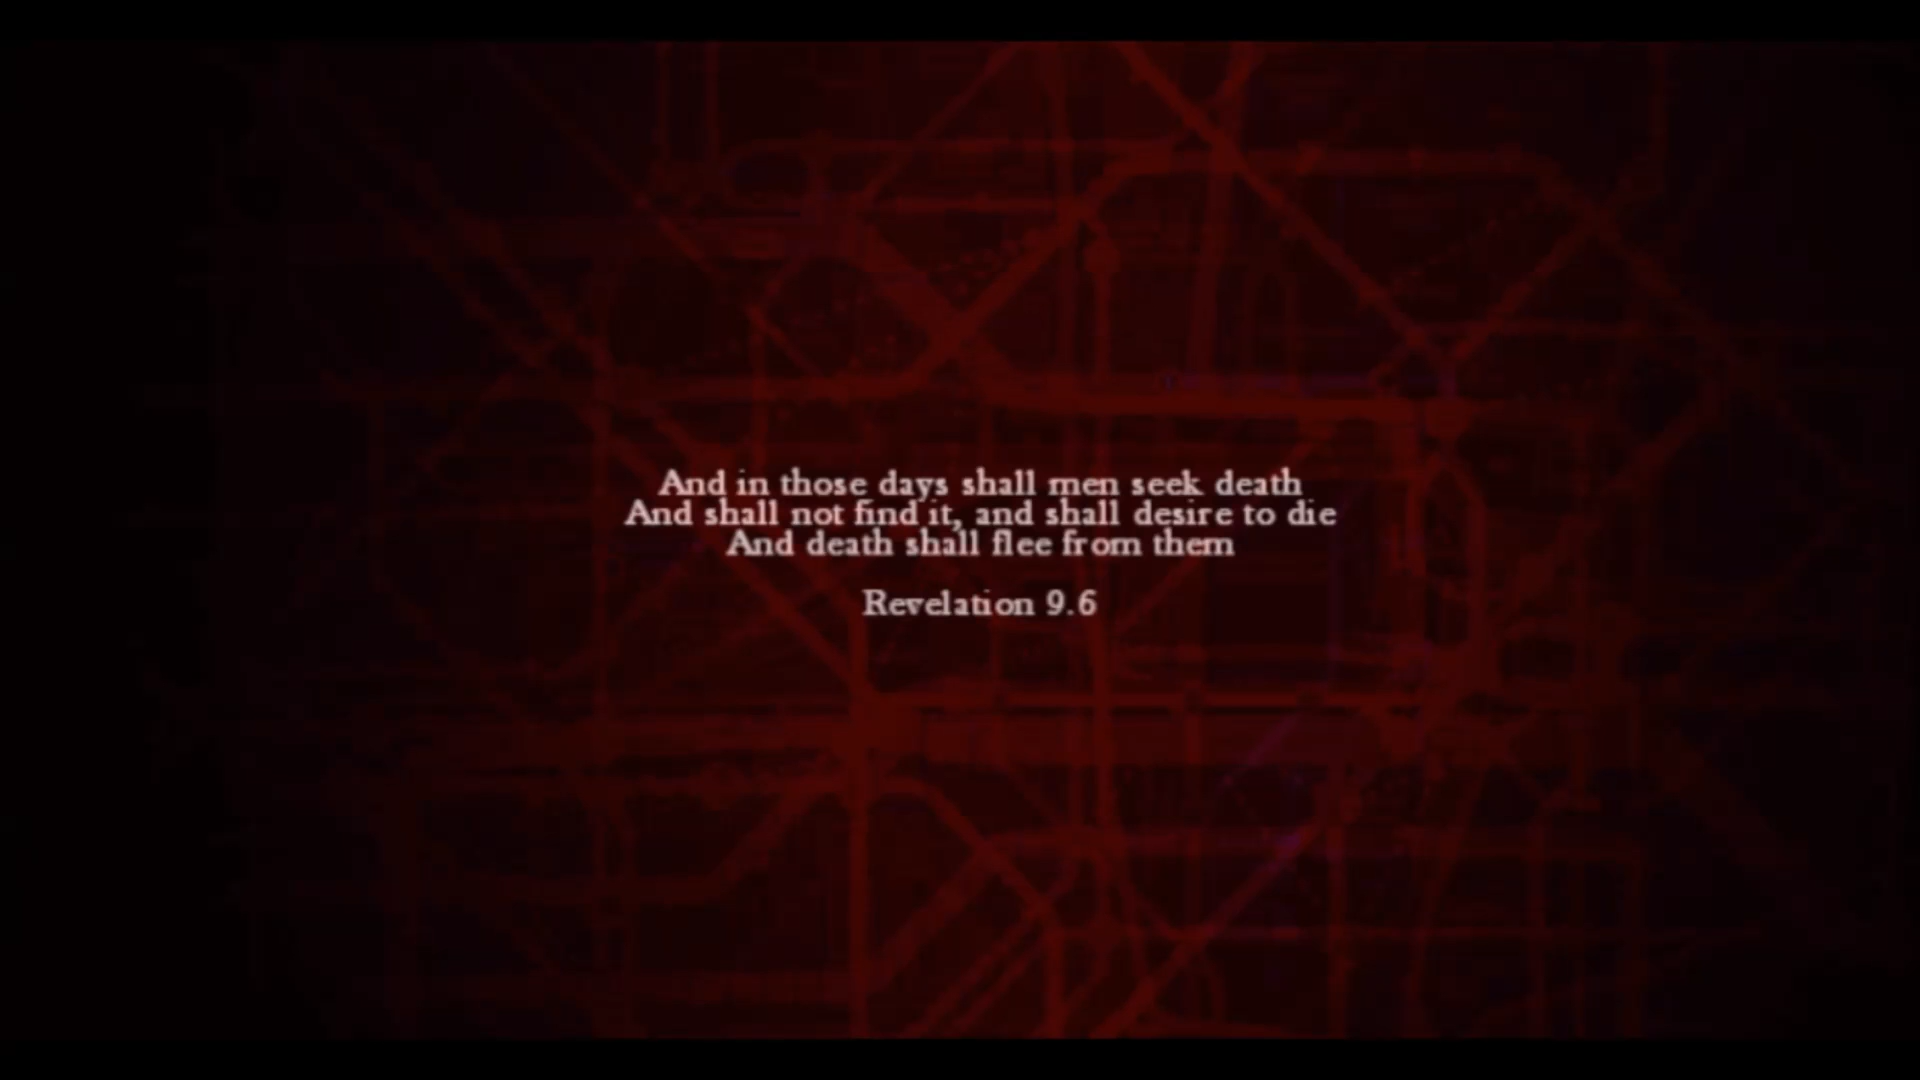 And in those days shall men seek death
And shall not find it, and shall desire to die
And death shall flee from them
Revelation 9.6